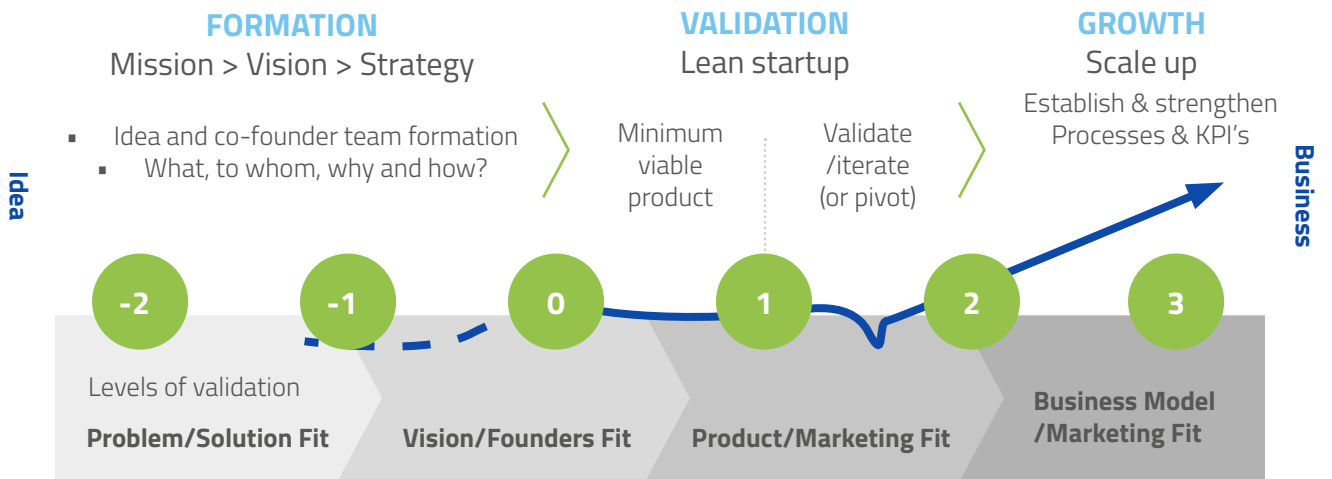 FORMATION
Mission > Vision > Strategy
▪ Idea and co-founder team formation
▪ What, to whom, why and how?
VALIDATION
Lean startup
Minimum
viable
product
Validate
/iterate
(or pivot)
GROWTH
Scale up
Establish & strengthen
Processes & KPI's
Idea
Business
-2
-1
0
1
2
3
Levels of validation
Problem/Solution Fit
Vision/Founders Fit
Product/Marketing Fit
Business Model
/Marketing Fit